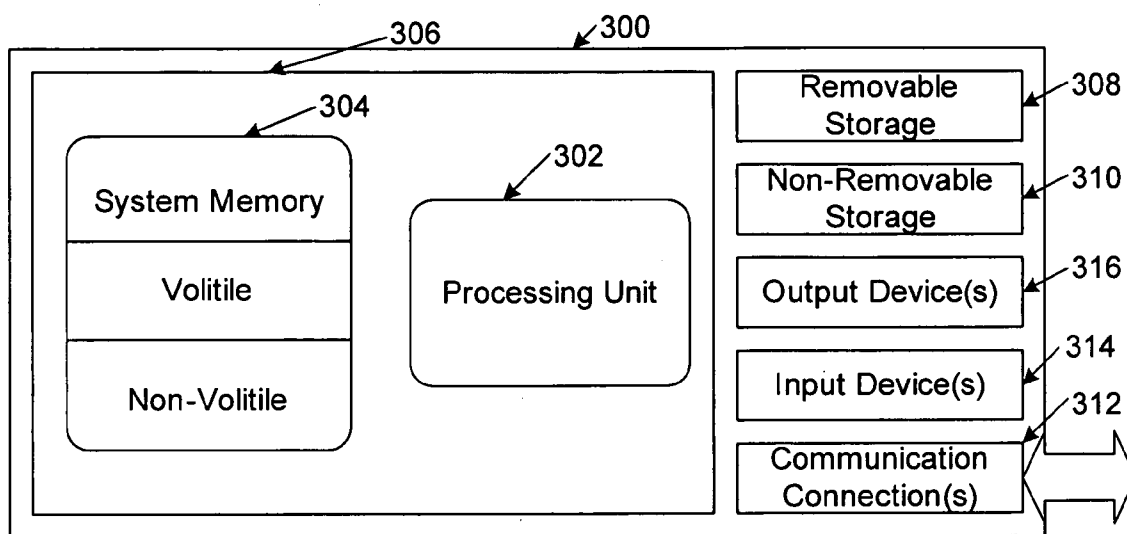 306
300
304
System Memory
Volitile
Non-Volitile
302
Processing Unit
Removable
Storage
308
Non-Removable
Storage
310
Output Device(s)
316
Input Device(s)
314
Communication
Connection(s)
312